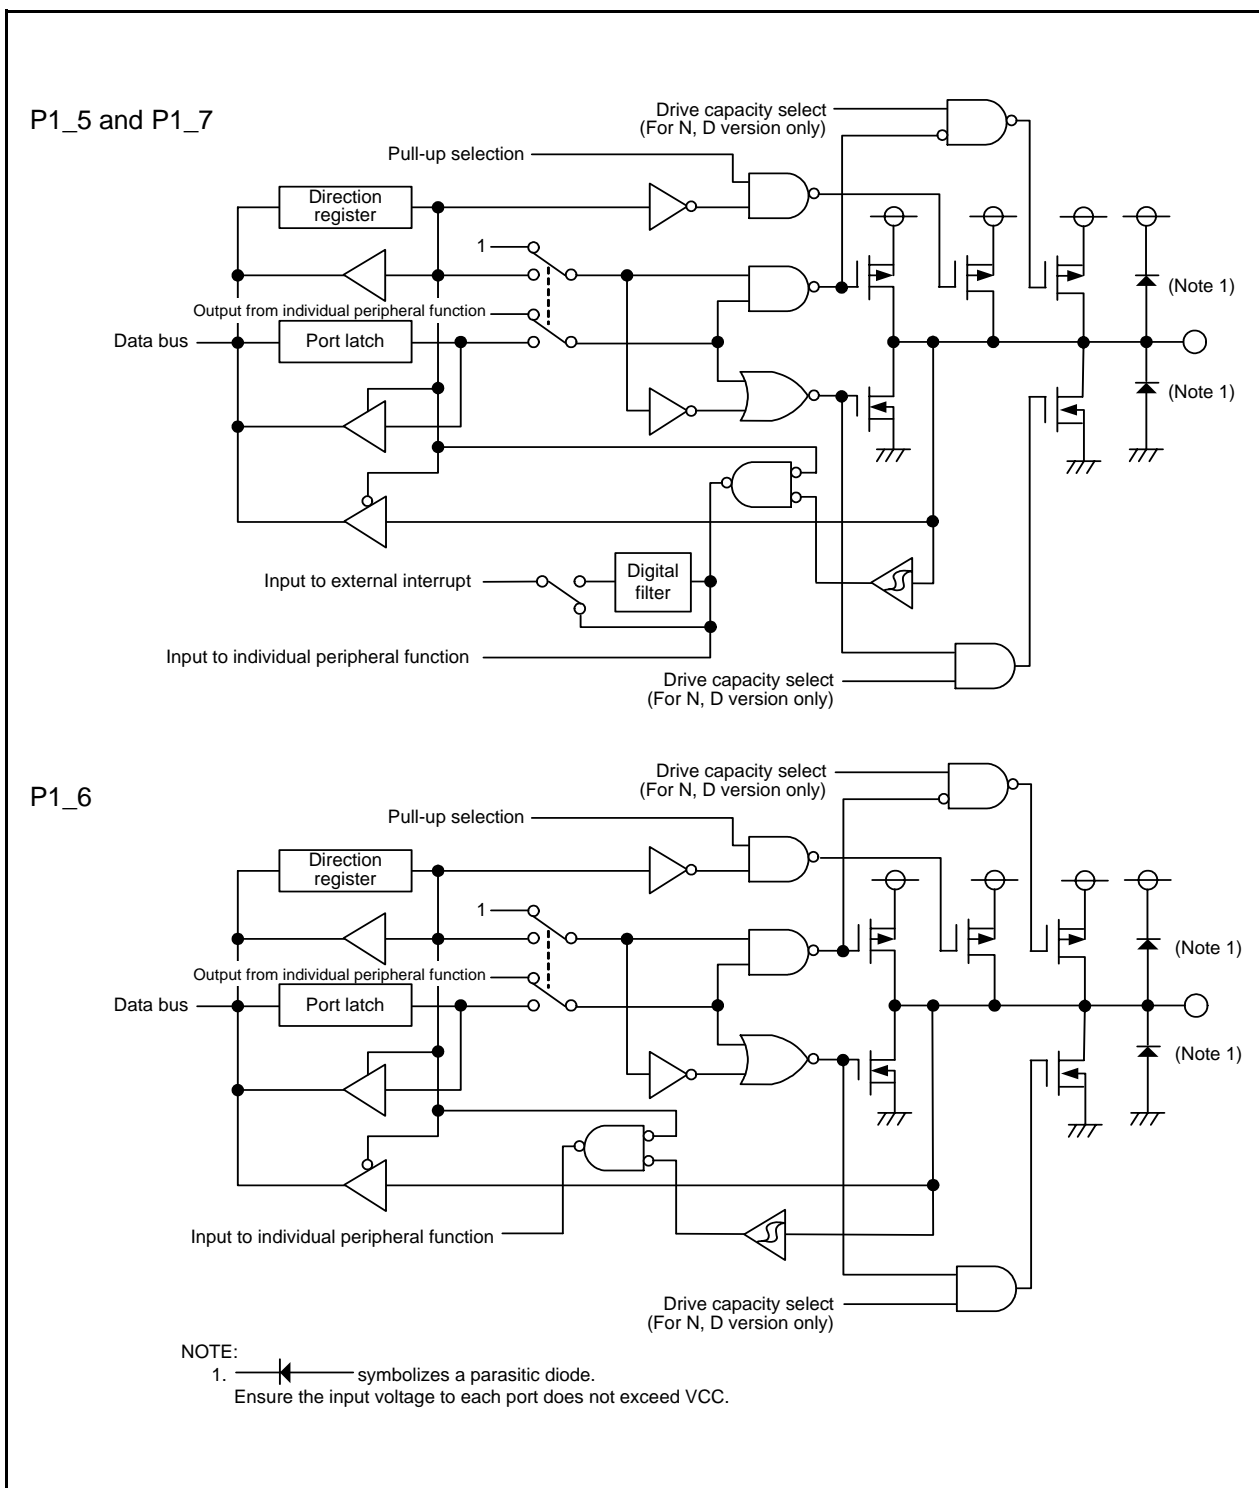 P1_5 and P1_7
Drive capacity select
(For N, D version only)
Pull-up selection
Direction
register
1
Output from individual peripheral function
Data bus
Port latch
(Note 1)
(Note 1)
Input to external interrupt
Digital
filter
Input to individual peripheral function
Drive capacity select
(For N, D version only)
P1_6
Drive capacity select
(For N, D version only)
Pull-up selection
Direction
register
1
Output from individual peripheral function
Data bus
Port latch
(Note 1)
(Note 1)
Input to individual peripheral function
Drive capacity select
(For N, D version only)
NOTE:
1. symbolizes a parasitic diode.
Ensure the input voltage to each port does not exceed VCC.